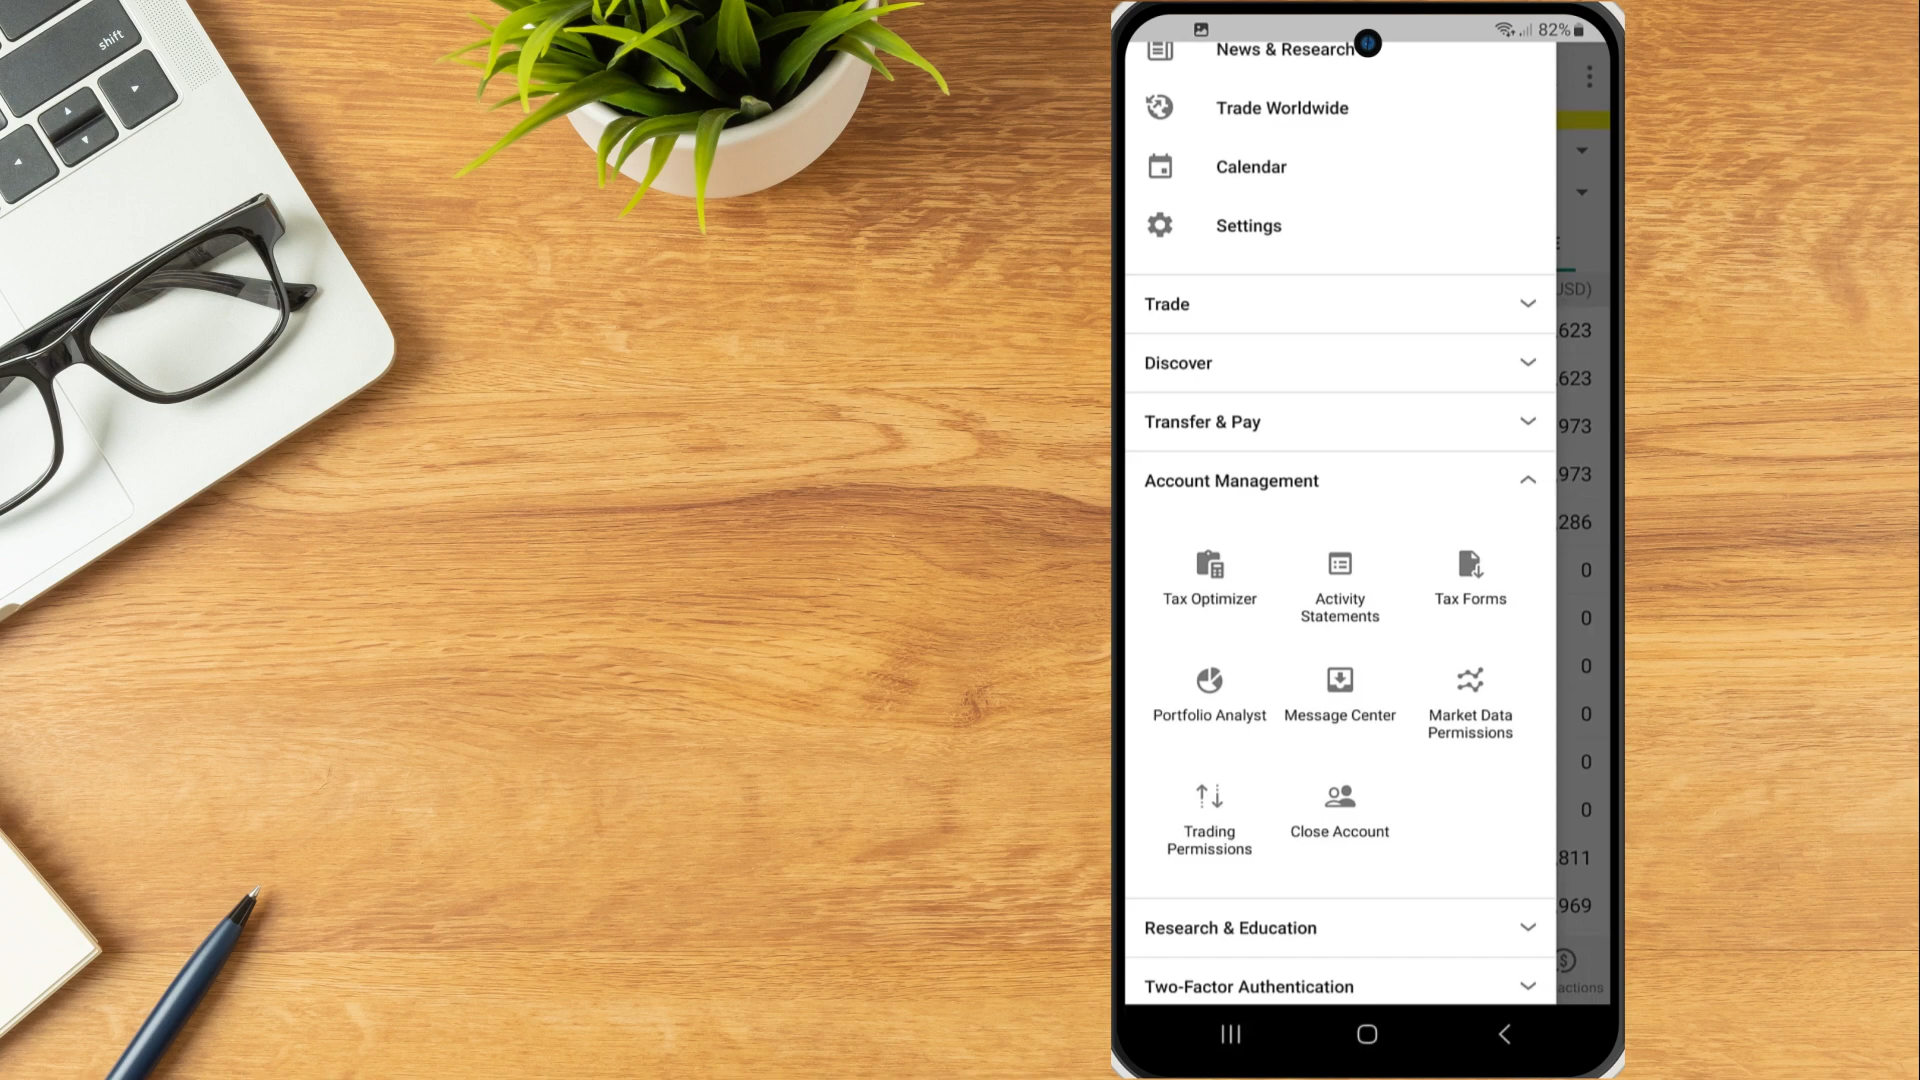 shift
82%
News & Research
Trade Worldwide
Calendar
Settings
Trade
USD)
623
Discover
623
Transfer & Pay
973
Account Management
973
286
0
Tax Optimizer
Activity
Statements
Tax Forms
0
0
Portfolio Analyst
Message Center
Market Data
Permissions
0
0
0
Trading
Permissions
Close Account
.811
.969
Research & Education
Two-Factor Authentication
actions